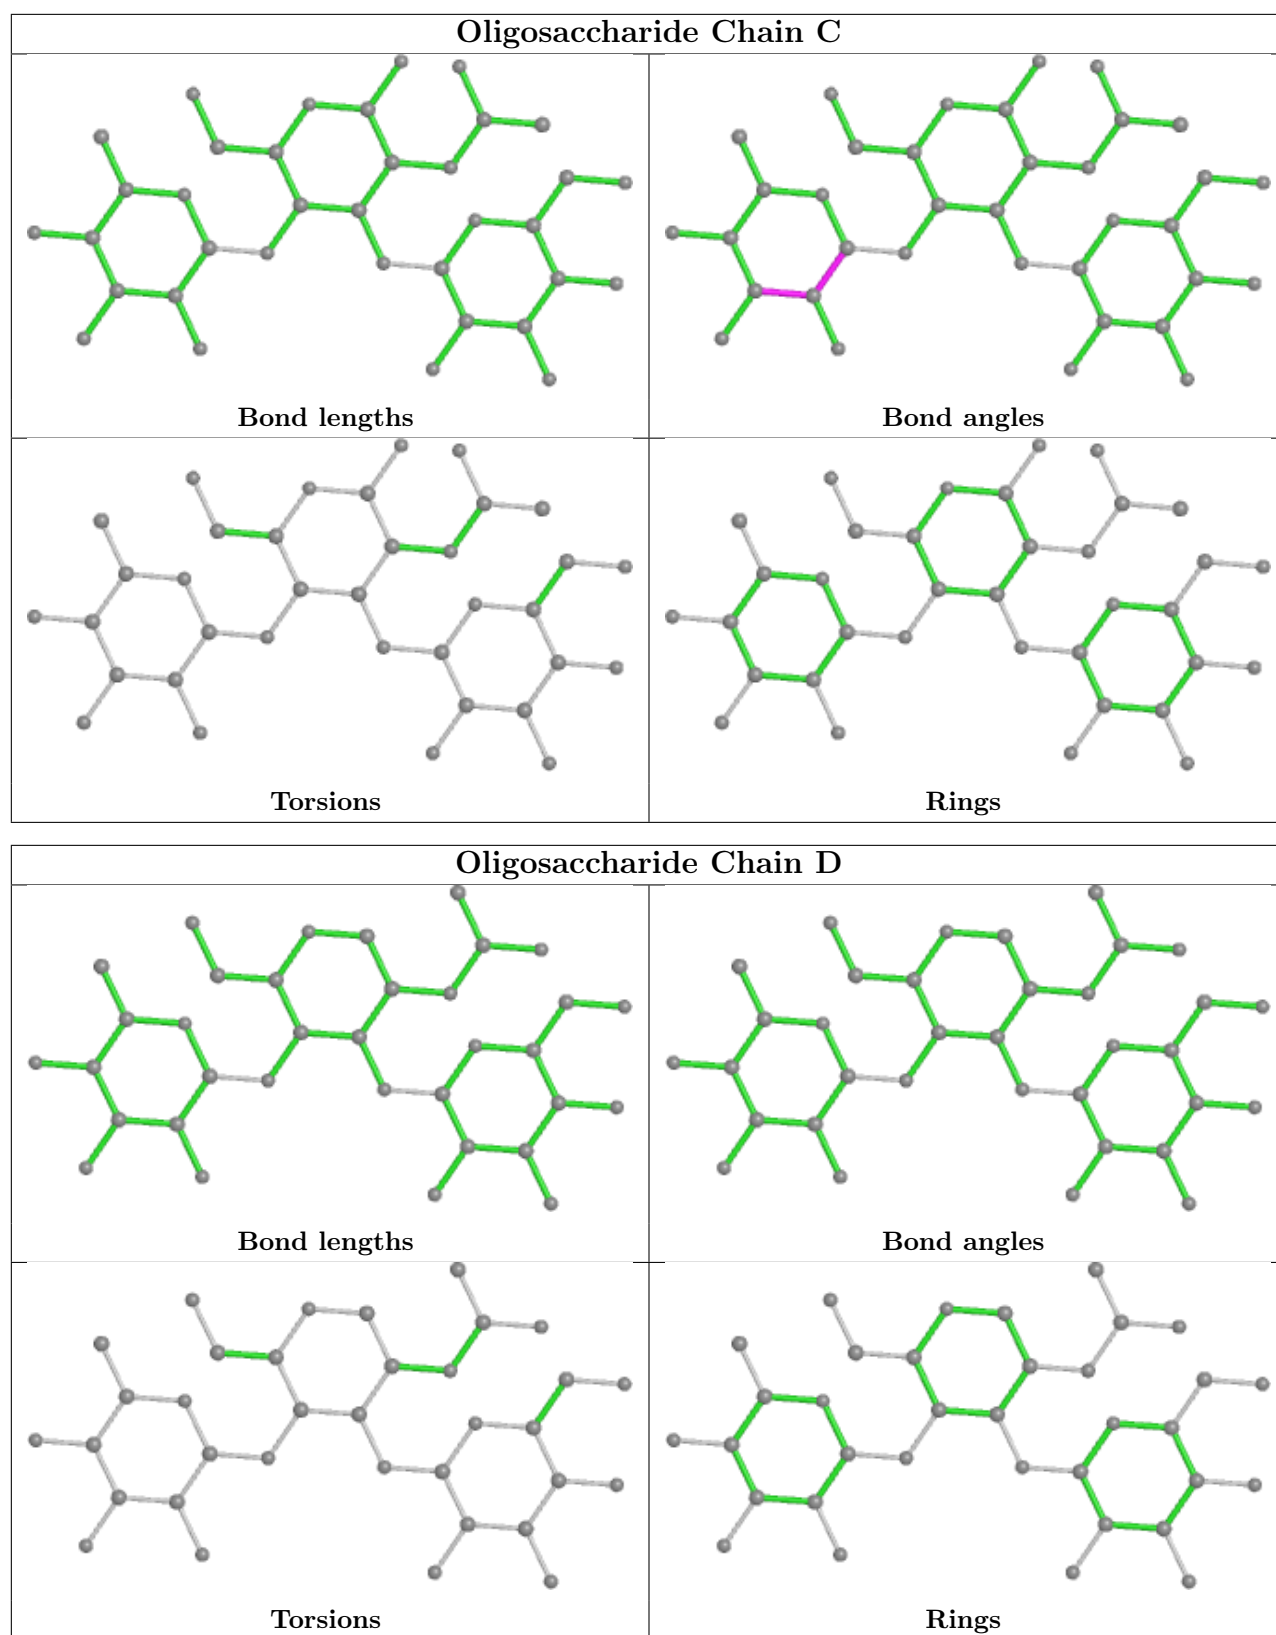 Oligosaccharide Chain C
Bond lengths
Bond angles
Torsions
Rings
Oligosaccharide Chain D
Bond lengths
Bond angles
Torsions
Rings